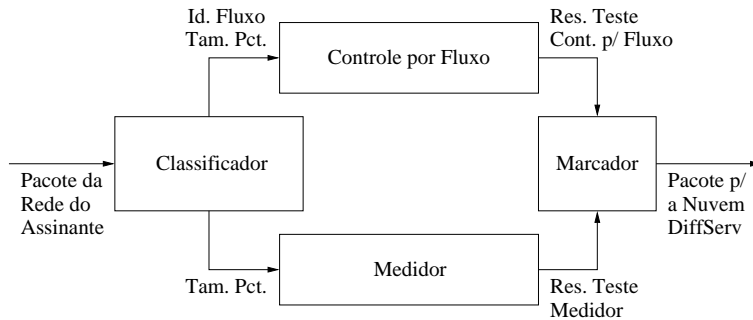 Id. Fluxo
Tam. Pct.
Controle por Fluxo
Res. Teste
Cont. p/ Fluxo
Classificador
Marcador
Pacote da
Rede do
Assinante
Pacote p/
a Nuvem
DiffServ
Tam. Pct.
Medidor
Res. Teste
Medidor